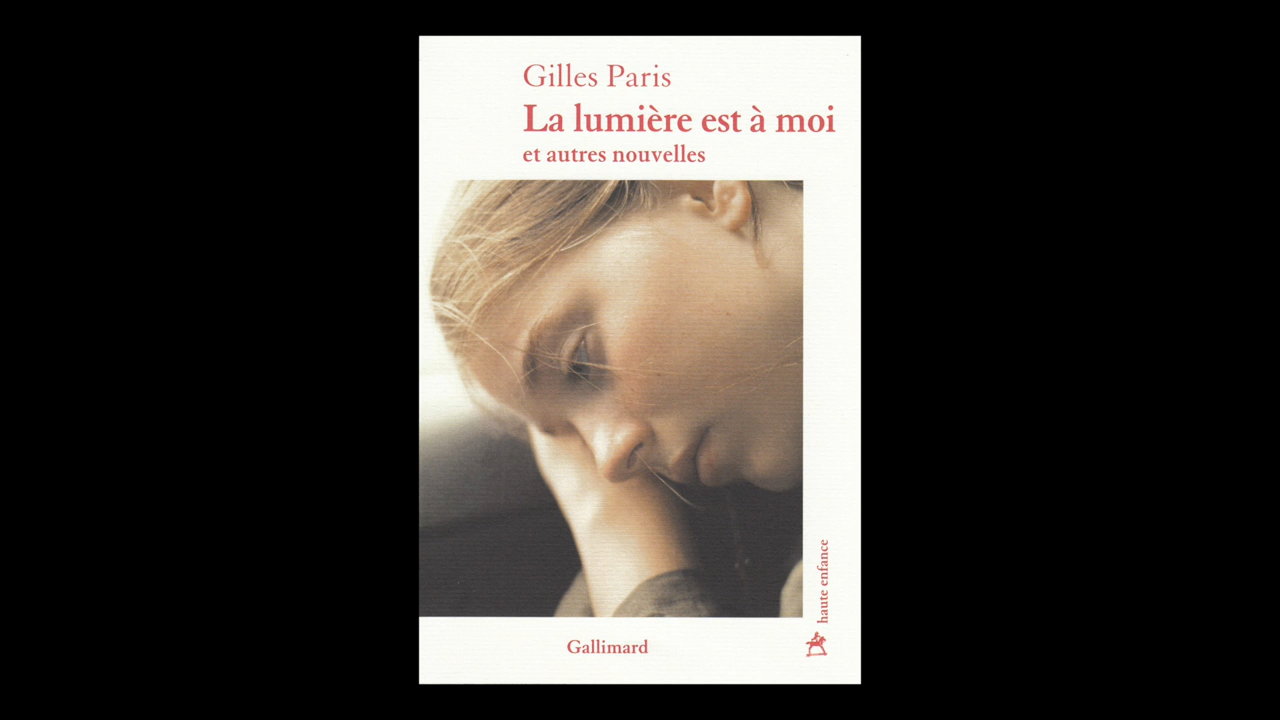 Gilles Paris
La lumière est à moi
et autres nouvelles
haute enfance
Gallimard